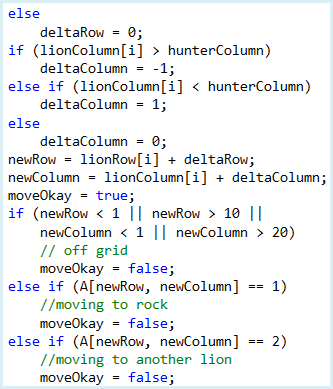 else
    deltaRow = 0;
if (lionColumn[i] > hunterColumn)
    deltaColumn = -1;
else if (lionColumn[i] < hunterColumn)
    deltaColumn = 1;
else
    deltaColumn = 0;
newRow = lionRow[i] + deltaRow;
newColumn = lionColumn[i] + deltaColumn;
moveOkay = true;
if (newRow < 1 || newRow > 10 ||
    newColumn < 1 || newColumn > 20)
    // off grid
    moveOkay = false;
else if (A[newRow, newColumn] == 1)
    //moving to rock
    moveOkay = false;
else if (A[newRow, newColumn] == 2)
    //moving to another lion
    moveOkay = false;